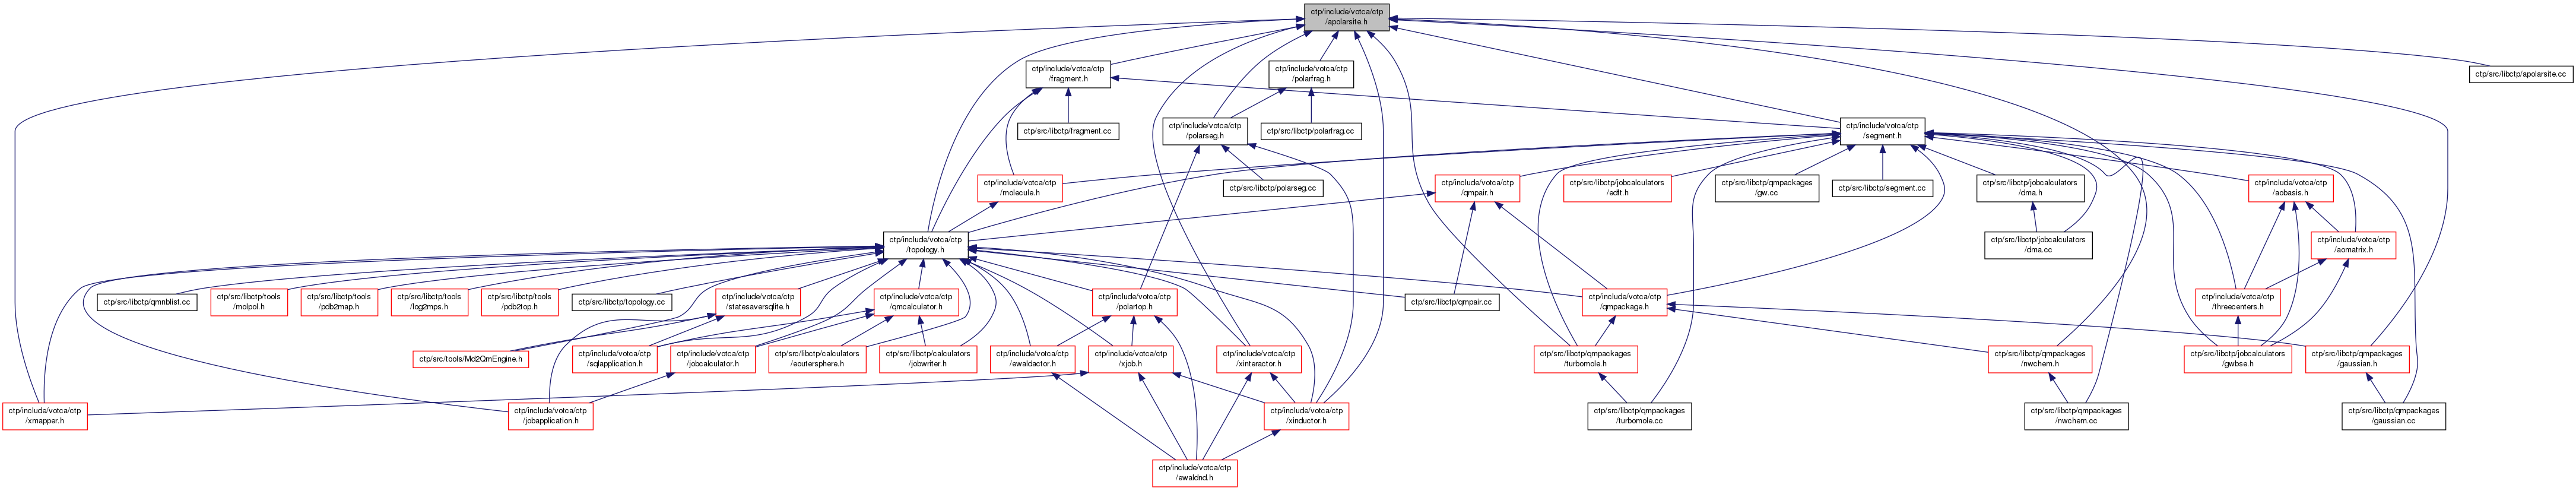 ctp/include/votca/ctp
/apolarsite.h
ctp/include/votca/ctp
/fragment.h
ctp/include/votca/ctp
/polarfrag.h
ctp/src/libctp/apolarsite.cc
ctp/src/libctp/fragment.cc
ctp/include/votca/ctp
/polarseg.h
ctp/src/libctp/polarfrag.cc
ctp/include/votca/ctp
/segment.h
ctp/include/votca/ctp
/molecule.h
ctp/src/libctp/polarseg.cc
ctp/include/votca/ctp
/qmpair.h
ctp/src/libctp/jobcalculators
/edft.h
ctp/src/libctp/qmpackages
/gw.cc
ctp/src/libctp/segment.cc
ctp/src/libctp/jobcalculators
/dma.h
ctp/include/votca/ctp
/aobasis.h
ctp/include/votca/ctp
/topology.h
ctp/src/libctp/jobcalculators
/dma.cc
ctp/include/votca/ctp
/aomatrix.h
ctp/src/libctp/qmnblist.cc
ctp/src/libctp/tools
/molpol.h
ctp/src/libctp/tools
/pdb2map.h
ctp/src/libctp/tools
/log2mps.h
ctp/src/libctp/tools
/pdb2top.h
ctp/src/libctp/topology.cc
ctp/include/votca/ctp
/statesaversqlite.h
ctp/include/votca/ctp
/qmcalculator.h
ctp/include/votca/ctp
/polartop.h
ctp/src/libctp/qmpair.cc
ctp/include/votca/ctp
/qmpackage.h
ctp/include/votca/ctp
/threecenters.h
ctp/src/tools/Md2QmEngine.h
ctp/include/votca/ctp
/sqlapplication.h
ctp/include/votca/ctp
/jobcalculator.h
ctp/src/libctp/calculators
/eoutersphere.h
ctp/src/libctp/calculators
/jobwriter.h
ctp/include/votca/ctp
/ewaldactor.h
ctp/include/votca/ctp
/xjob.h
ctp/include/votca/ctp
/xinteractor.h
ctp/src/libctp/qmpackages
/turbomole.h
ctp/src/libctp/qmpackages
/nwchem.h
ctp/src/libctp/jobcalculators
/gwbse.h
ctp/src/libctp/qmpackages
/gaussian.h
ctp/include/votca/ctp
/xmapper.h
ctp/include/votca/ctp
/jobapplication.h
ctp/include/votca/ctp
/xinductor.h
ctp/src/libctp/qmpackages
/turbomole.cc
ctp/src/libctp/qmpackages
/nwchem.cc
ctp/src/libctp/qmpackages
/gaussian.cc
ctp/include/votca/ctp
/ewaldnd.h